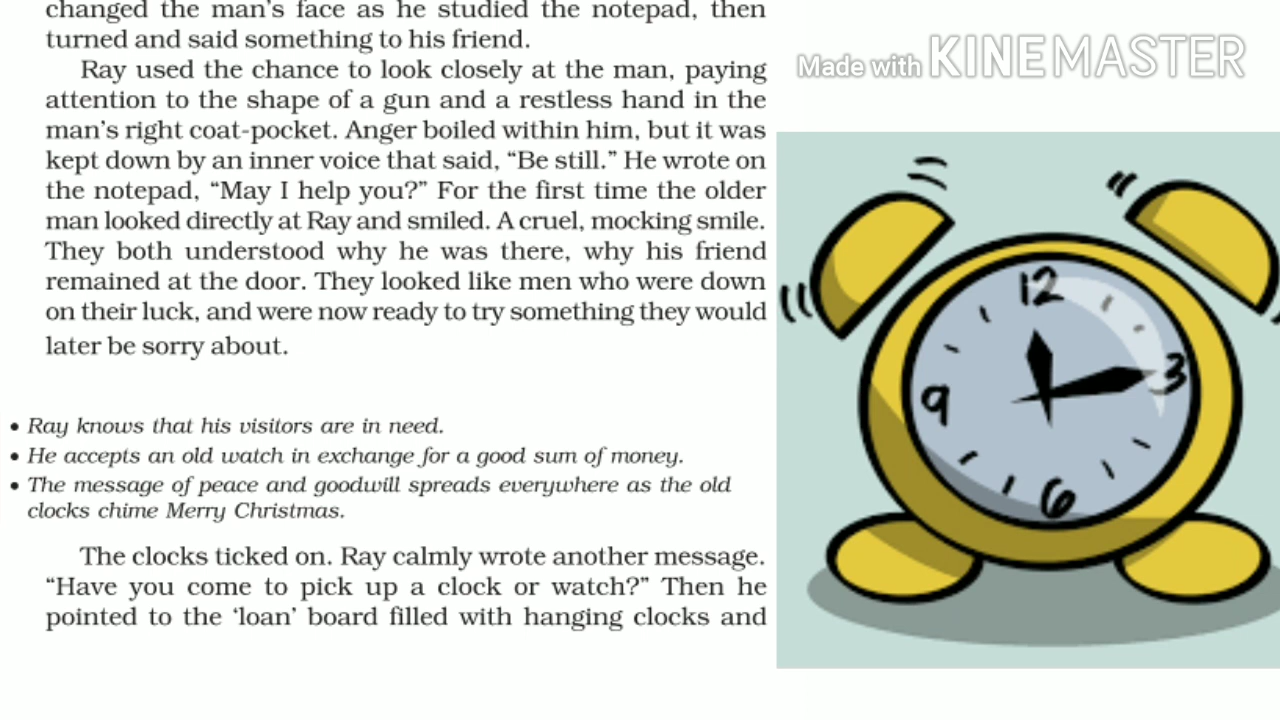 changed the man's face as he studied the notepad, then
turned and said something to his friend.
Ray used the chance to look closely at the man, paying
attention to the shape of a gun and a restless hand in the
man's right coat-pocket. Anger boiled within him, but it was
kept down by an inner voice that said, “Be still.” He wrote on
the notepad, “May I help you?” For the first time the older
man looked directly at Ray and smiled. A cruel, mocking smile.
They both understood why he was there, why his friend
remained at the door. They looked like men who were down
on their luck, and were now ready to try something they would
later be sorry about.
• Ray knows that his visitors are in need.
• He accepts an old watch in exchange for a good sum of money.
• The message of peace and goodwill spreads everywhere as the old
clocks chime Merry Christmas.
The clocks ticked on. Ray calmly wrote another message.
“Have you come to pick up a clock or watch?” Then he
pointed to the ‘loan’ board filled with hanging clocks and
Made with KINEMASTER
12
3
9
6